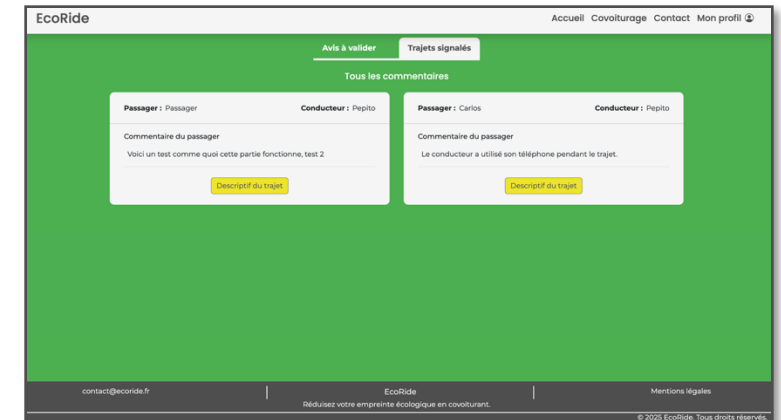 EcoRide
Accueil Covoiturage Contact Mon profil
Avis à valider Trajets signalés
Tous les commentaires
Passager : Passager Conducteur : Pepito
Commentaire du passager
Voici un test comme quoi cette partie fonctionne, test 2
Descriptif du trajet
Passager : Carlos Conducteur : Pepito
Commentaire du passager
Le conducteur a utilisé son téléphone pendant le trajet.
Descriptif du trajet
contact@ecoride.fr
EcoRide
Réduisez votre empreinte écologique en covoiturant.
Mentions légales
© 2025 EcoRide. Tous droits réservés.